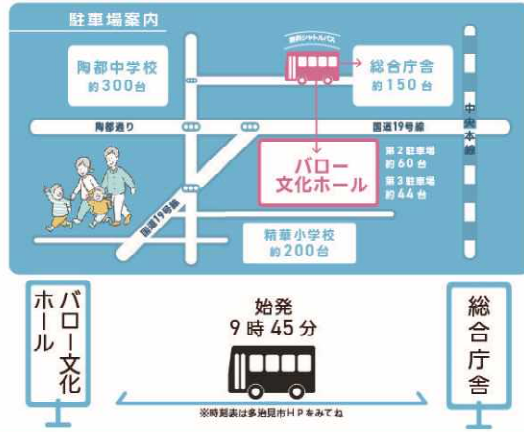 駐車場案内
無料シャトルバス
陶都中学校
約300台
総合庁舎
約150台
陶都通り
国道19号線
中央本線
バロー
文化ホール
第2駐車場
約60台
第3駐車場
約44台
国道19号線
精華小学校
約200台
バロー文化
ホール
始発
9時45分
総合庁舎
※時刻表は多治見市HPをみてね